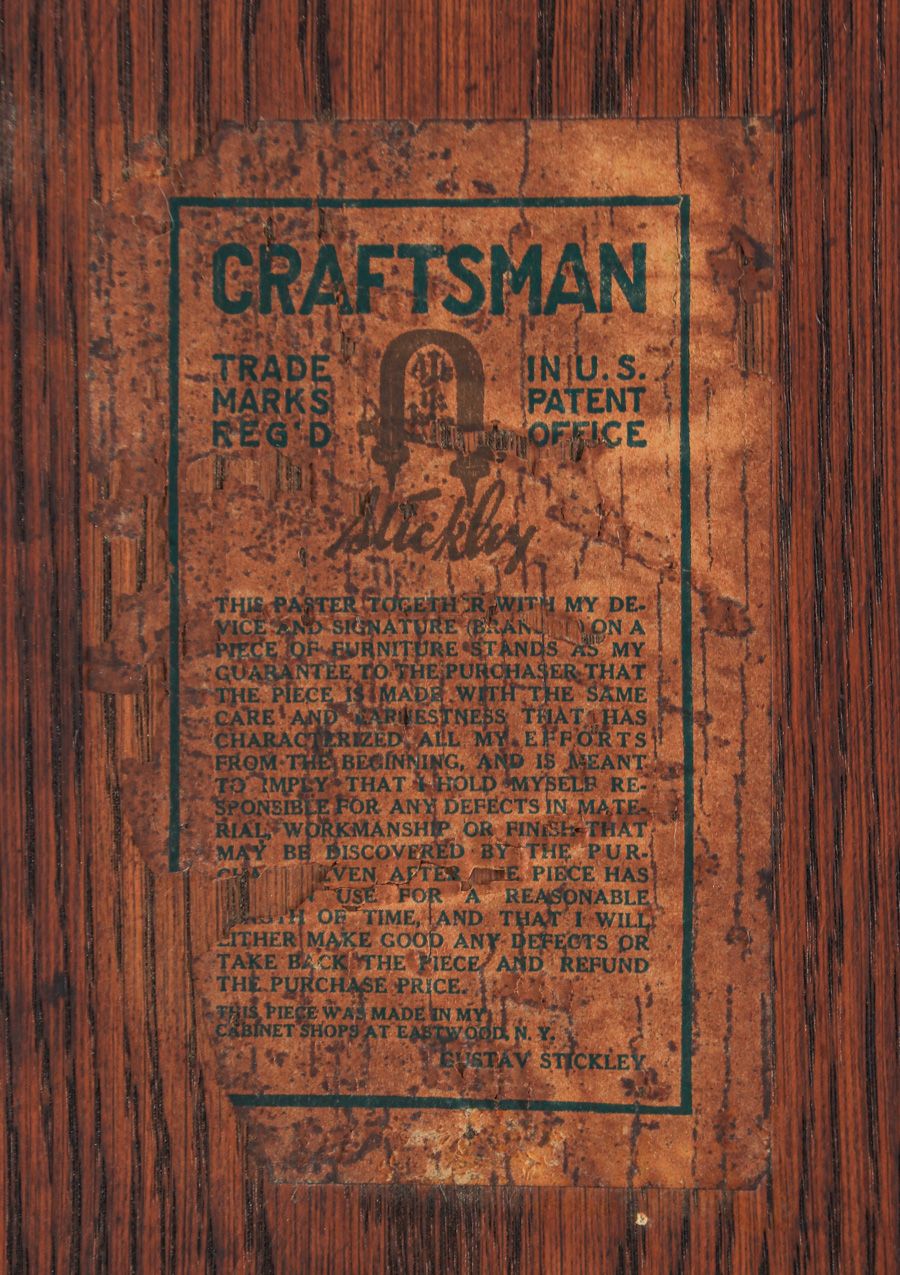 CRAFTSMAN
TRADE
MARKS
REG'D
IN U.S.
PATENT
OFFICE
Stickley
THIS PASTER TOGETHER WITH MY DE-
VICE AND SIGNATURE (BRANDED) ON A
PIECE OF FURNITURE STANDS AS MY
GUARANTEE TO THE PURCHASER THAT
THE PIECE IS MADE WITH THE SAME
CARE AND EARNESTNESS THAT HAS
CHARACTERIZED ALL MY EFFORTS
FROM THE BEGINNING, AND IS MEANT
TO IMPLY THAT I HOLD MYSELF RE-
SPONSIBLE FOR ANY DEFECTS IN MATE-
RIAL, WORKMANSHIP OR FINISH THAT
MAY BE DISCOVERED BY THE PUR-
EVEN AFTER THE PIECE HAS
USE FOR A REASONABLE
LENGTH OF TIME, AND THAT I WILL
EITHER MAKE GOOD ANY DEFECTS OR
TAKE BACK THE PIECE AND REFUND
THE PURCHASE PRICE.
THIS PIECE WAS MADE IN MY
CABINET SHOPS AT EASTWOOD, N. Y.
GUSTAV STICKLEY